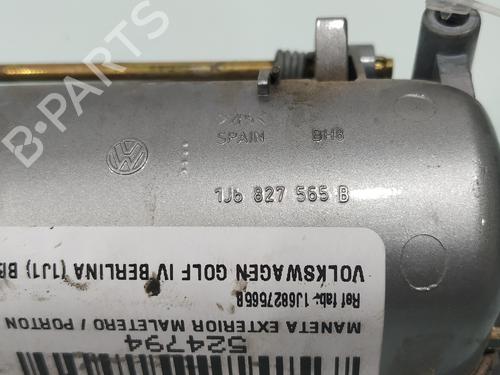 B-PARTS
SPAIN
BH8
1J6 827 565 B
VOLKSWAGEN GOLF IV BERLINA (1J1)
Ref fab: 1J6827565B
MANETA EXTERIOR MALETERO / PORTON
524794